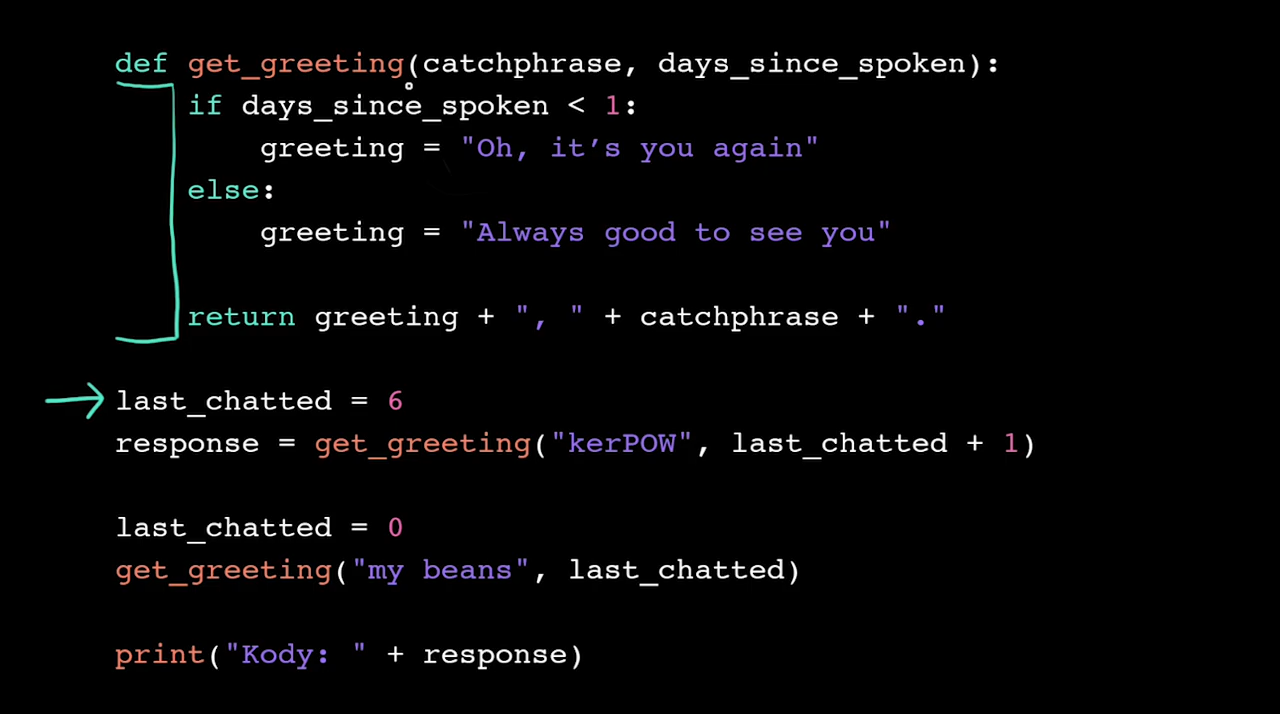 def get_greeting(catchphrase, days_since_spoken):
    if days_since_spoken < 1:
        greeting = "Oh, it’s you again"
    else:
        greeting = "Always good to see you"
    return greeting + ", " + catchphrase + "."
last_chatted = 6
response = get_greeting("kerPOW", last_chatted + 1)
last_chatted = 0
get_greeting("my beans", last_chatted)
print("Kody: " + response)